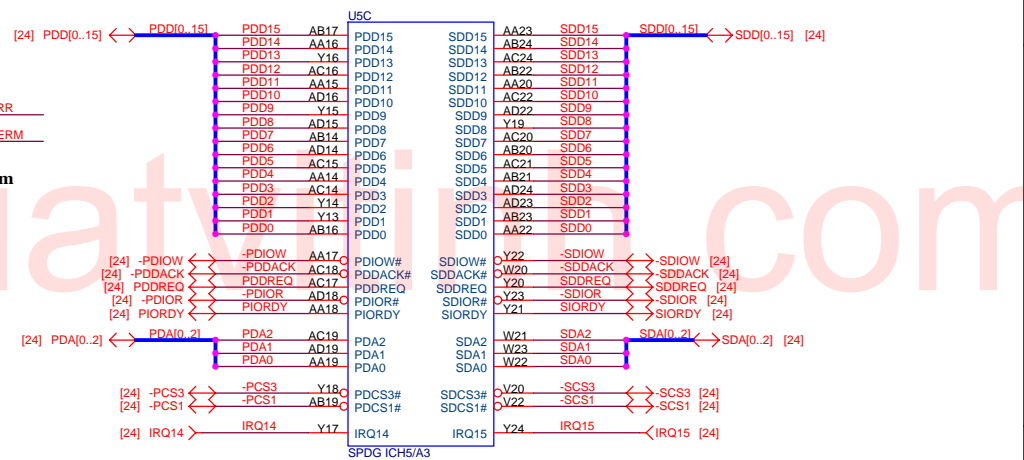 U5C
[24] PDD[0..15] PDD[0..15] PDD15 AB17 PDD15 SDD15 AA23 SDD15 SDD[0..15] SDD[0..15] [24]
PDD14 AA16 PDD14 SDD14 AB24 SDD14
PDD13 Y16 PDD13 SDD13 AC24 SDD13
PDD12 AC16 PDD12 SDD12 AB22 SDD12
PDD11 AA15 PDD11 SDD11 AA20 SDD11
PDD10 AD16 PDD10 SDD10 AC22 SDD10
RR PDD9 Y15 PDD9 SDD9 AD22 SDD9
PDD8 AD15 PDD8 SDD8 Y19 SDD8
ERM PDD7 AB14 PDD7 SDD7 AC20 SDD7
PDD6 AD14 PDD6 SDD6 AB20 SDD6
PDD5 AC15 PDD5 SDD5 AC21 SDD5
m PDD4 AA14 PDD4 SDD4 AB21 SDD4
PDD3 AC14 PDD3 SDD3 AD24 SDD3
PDD2 Y14 PDD2 SDD2 AD23 SDD2
PDD1 Y13 PDD1 SDD1 AB23 SDD1
PDD0 AB16 PDD0 SDD0 AA22 SDD0
atvitinh.com
[24] -PDIOW -PDIOW AA17 PDIOW# SDIOW# Y22 -SDIOW -SDIOW [24]
[24] -PDDACK -PDDACK AC18 PDDACK# SDDACK# W20 -SDDACK -SDDACK [24]
[24] PDDREQ PDDREQ AC17 PDDREQ SDDREQ Y20 SDDREQ SDDREQ [24]
[24] -PDIOR -PDIOR AD18 PDIOR# SDIOR# Y23 -SDIOR -SDIOR [24]
[24] PIORDY PIORDY AA18 PIORDY SIORDY Y21 SIORDY SIORDY [24]
[24] PDA[0..2] PDA[0..2] PDA2 AC19 PDA2 SDA2 W21 SDA2 SDA[0..2] SDA[0..2] [24]
PDA1 AD19 PDA1 SDA1 W23 SDA1
PDA0 AA19 PDA0 SDA0 W22 SDA0
[24] -PCS3 -PCS3 Y18 PDCS3# SDCS3# V20 -SCS3 -SCS3 [24]
[24] -PCS1 -PCS1 AB19 PDCS1# SDCS1# V22 -SCS1 -SCS1 [24]
[24] IRQ14 IRQ14 Y17 IRQ14 IRQ15 Y24 IRQ15 IRQ15 [24]
SPDG ICH5/A3